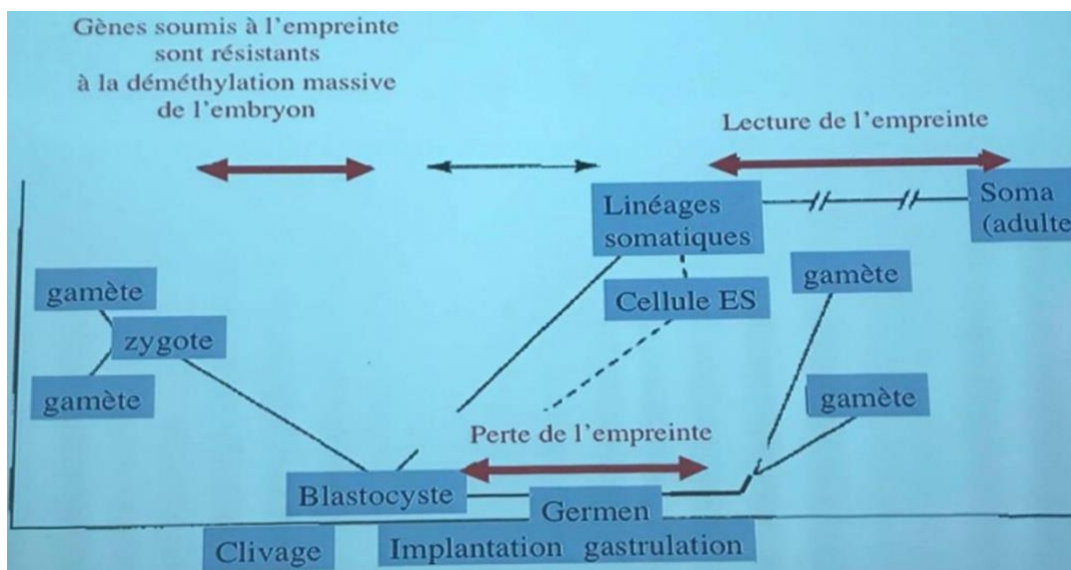 Gènes soumis à l'empreinte
sont résistants
à la déméthylation massive
de l'embryon
Lecture de l'empreinte
Linéages
somatiques
Soma
(adulte
Cellule ES
gamète
gamète
zygote
gamète
gamète
Perte de l'empreinte
Blastocyste
Germen
Clivage
Implantation gastrulation